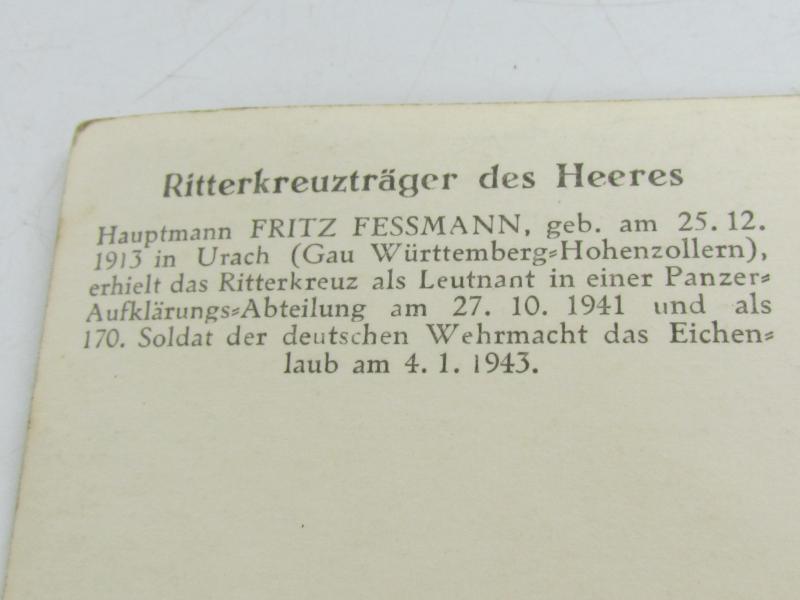 Ritterkreuzträger des Heeres
Hauptmann FRITZ FESSMANN, geb. am 25. 12.
1913 in Urach (Gau Württemberg-Hohenzollern),
erhielt das Ritterkreuz als Leutnant in einer Panzer-
Aufklärungs-Abteilung am 27. 10. 1941 und als
170. Soldat der deutschen Wehrmacht das Eichen-
laub am 4. 1. 1943.